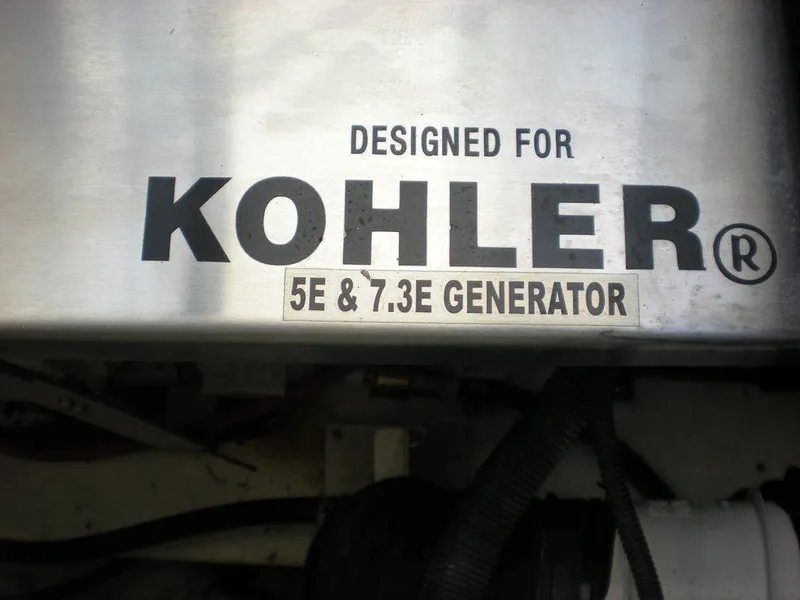 DESIGNED FOR
KOHLER®
5E & 7.3E GENERATOR